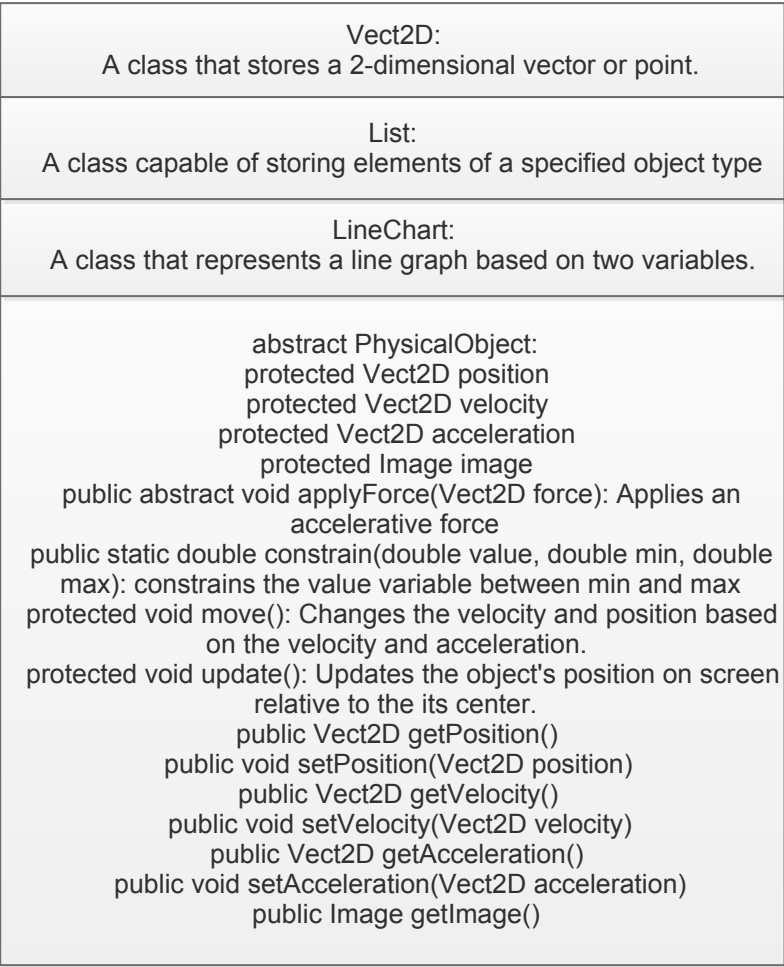 Vect2D:
A class that stores a 2-dimensional vector or point.
List:
A class capable of storing elements of a specified object type
LineChart:
A class that represents a line graph based on two variables.
abstract PhysicalObject:
protected Vect2D position
protected Vect2D velocity
protected Vect2D acceleration
protected Image image
public abstract void applyForce(Vect2D force): Applies an
accelerative force
public static double constrain(double value, double min, double
max): constrains the value variable between min and max
protected void move(): Changes the velocity and position based
on the velocity and acceleration.
protected void update(): Updates the object's position on screen
relative to the its center.
public Vect2D getPosition()
public void setPosition(Vect2D position)
public Vect2D getVelocity()
public void setVelocity(Vect2D velocity)
public Vect2D getAcceleration()
public void setAcceleration(Vect2D acceleration)
public Image getImage()